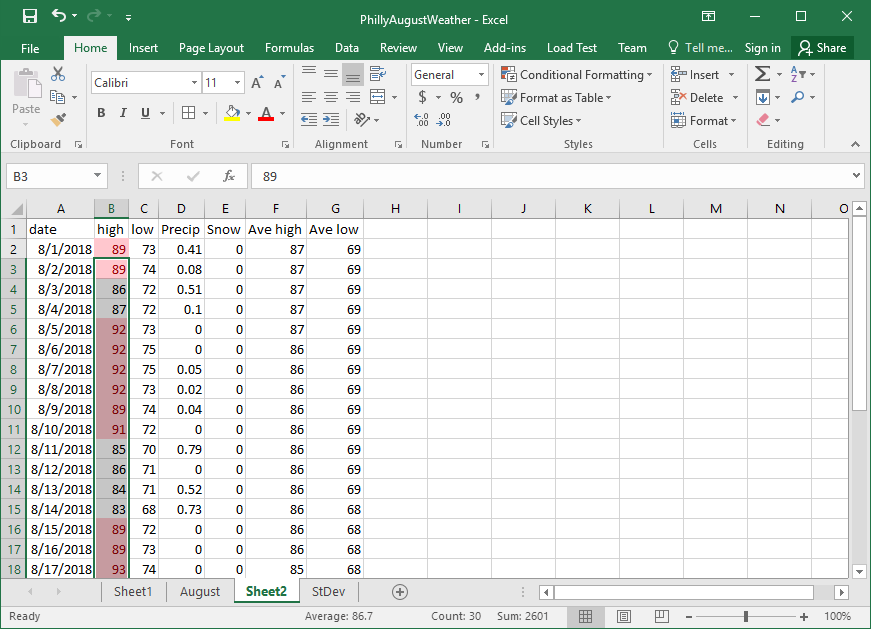 PhillyAugustWeather - Excel
File Home Insert Page Layout Formulas Data Review View Add-ins Load Test Team Tell me... Sign in Share
Paste Calibri 11 A A General Conditional Formatting Insert
B I U A $ % , Format as Table Delete
Cell Styles Format
Clipboard Font Alignment Number Styles Cells Editing
B3 fx 89
A B C D E F G H I J K L M N O
1 date high low Precip Snow Ave high Ave low
2 8/1/2018 89 73 0.41 0 87 69
3 8/2/2018 89 74 0.08 0 87 69
4 8/3/2018 86 72 0.51 0 87 69
5 8/4/2018 87 72 0.1 0 87 69
6 8/5/2018 92 73 0 0 87 69
7 8/6/2018 92 75 0 0 86 69
8 8/7/2018 92 75 0.05 0 86 69
9 8/8/2018 92 73 0.02 0 86 69
10 8/9/2018 89 74 0.04 0 86 69
11 8/10/2018 91 72 0 0 86 69
12 8/11/2018 85 70 0.79 0 86 69
13 8/12/2018 86 71 0 0 86 69
14 8/13/2018 84 71 0.52 0 86 69
15 8/14/2018 83 68 0.73 0 86 68
16 8/15/2018 89 72 0 0 86 68
17 8/16/2018 89 73 0 0 86 68
18 8/17/2018 93 74 0 0 85 68
Sheet1 August Sheet2 StDev
Ready Average: 86.7 Count: 30 Sum: 2601 100%